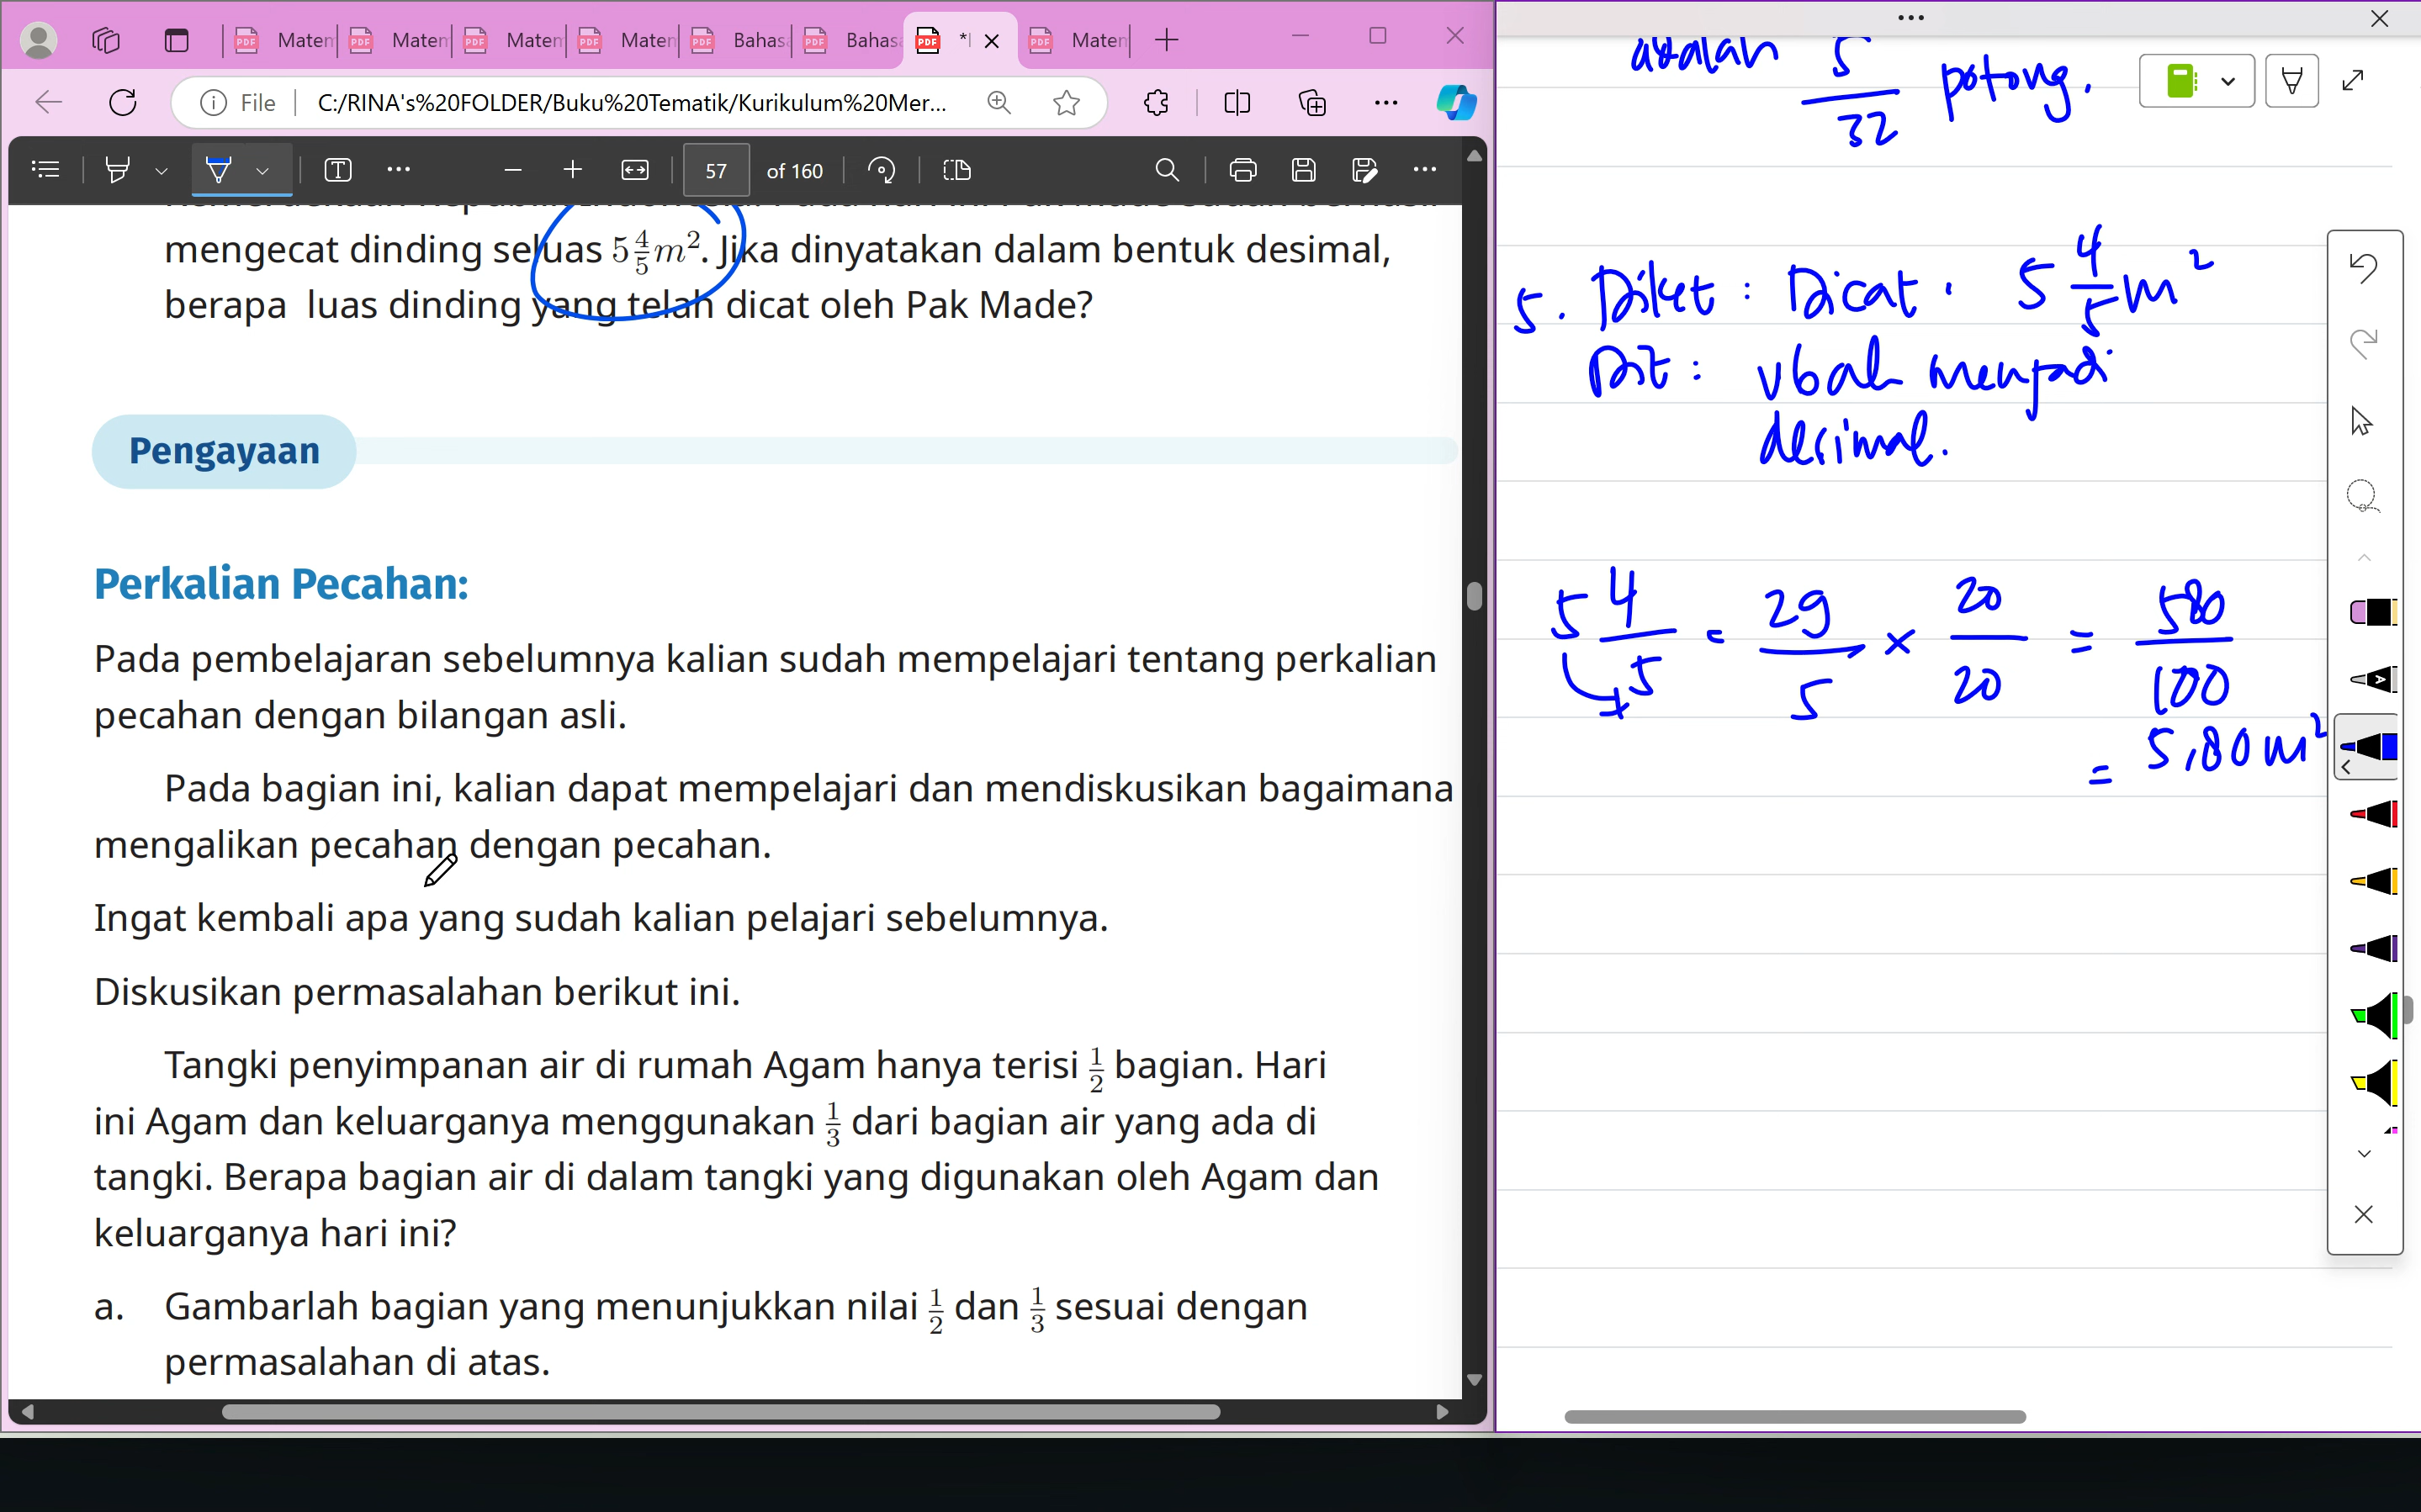 Matem
Matem
Matem
Matem
Bahasa
Bahasa
Matem
File
C:/RINA's%20FOLDER/Buku%20Tematik/Kurikulum%20Mer...
57 of 160
mengecat dinding seluas 5 4/5 m². Jika dinyatakan dalam bentuk desimal,
berapa luas dinding yang telah dicat oleh Pak Made?
Pengayaan
Perkalian Pecahan:
Pada pembelajaran sebelumnya kalian sudah mempelajari tentang perkalian
pecahan dengan bilangan asli.
Pada bagian ini, kalian dapat mempelajari dan mendiskusikan bagaimana
mengalikan pecahan dengan pecahan.
Ingat kembali apa yang sudah kalian pelajari sebelumnya.
Diskusikan permasalahan berikut ini.
Tangki penyimpanan air di rumah Agam hanya terisi 1/2 bagian. Hari
ini Agam dan keluarganya menggunakan 1/3 dari bagian air yang ada di
tangki. Berapa bagian air di dalam tangki yang digunakan oleh Agam dan
keluarganya hari ini?
a. Gambarlah bagian yang menunjukkan nilai 1/2 dan 1/3 sesuai dengan
permasalahan di atas.
adalah 5/32 potong.
5. Diket : Dicat : 5 4/5 m²
Dit : ubah menjadi
desimal.
5 4/5 = 29/5 × 20/20 = 580/100
= 5,80 m²